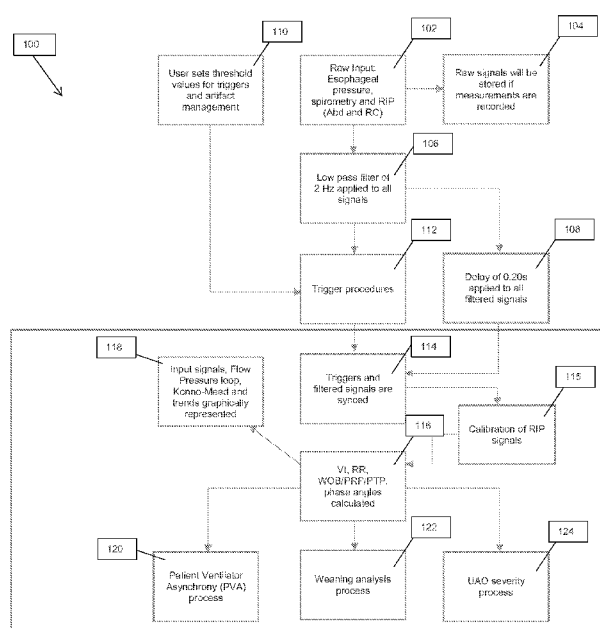 100
110
User sets threshold
values for triggers
and artifact
management
102
Raw Input:
Esophageal
pressure,
spirometry and RIP
(Abd and RC)
104
Raw signals will be
stored if
measurements are
recorded
106
Low pass filter of
2 Hz applied to all
signals
112
Trigger procedures
108
Delay of 0.20s
applied to all
filtered signals
118
Input signals, Flow
Pressure loop,
Konno-Mead and
trends graphically
represented
114
Triggers and
filtered signals are
synced
115
Calibration of RIP
signals
116
VI, RR,
WOB/PRP/PTP,
phase angles
calculated
120
Patient Ventilator
Asynchrony (PVA)
process
122
Weaning analysis
process
124
UAO severity
process